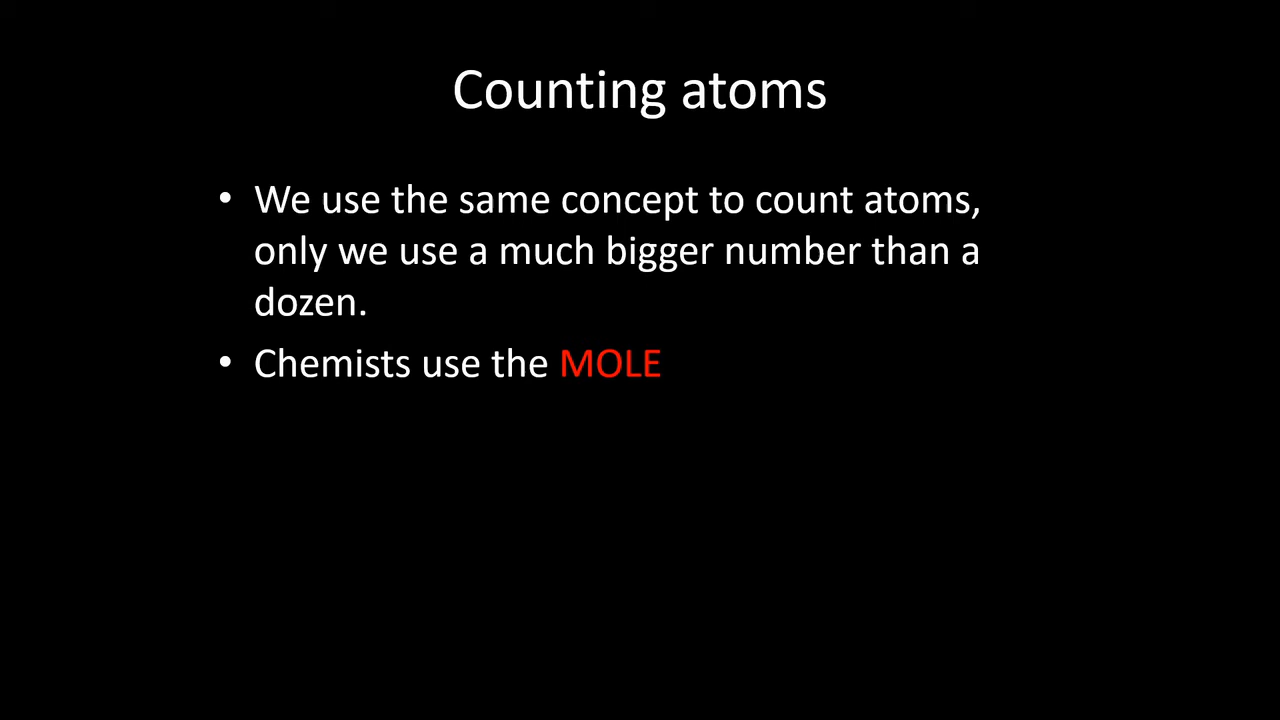 Counting atoms
• We use the same concept to count atoms,
only we use a much bigger number than a
dozen.
• Chemists use the MOLE